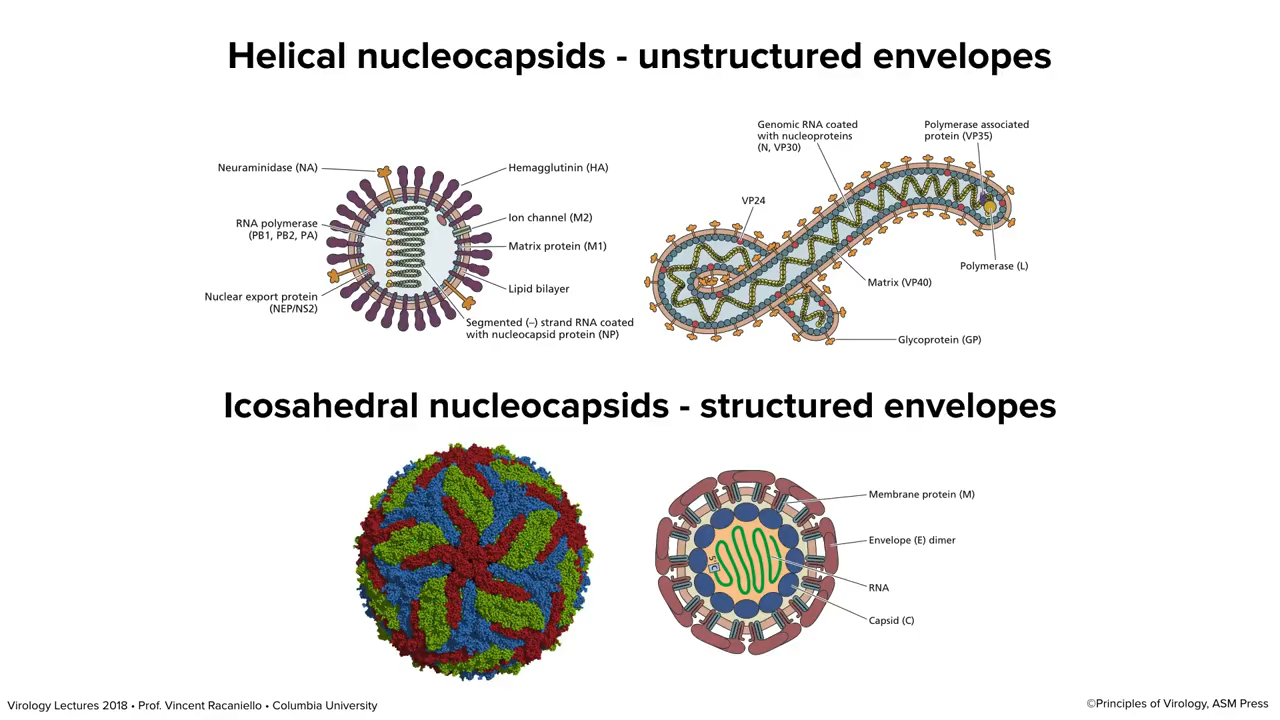 Helical nucleocapsids - unstructured envelopes
Neuraminidase (NA)
RNA polymerase
(PB1, PB2, PA)
Nuclear export protein
(NEP/NS2)
Hemagglutinin (HA)
Ion channel (M2)
Matrix protein (M1)
Lipid bilayer
Segmented (–) strand RNA coated
with nucleocapsid protein (NP)
Genomic RNA coated
with nucleoproteins
(N, VP30)
Polymerase associated
protein (VP35)
VP24
Polymerase (L)
Matrix (VP40)
Glycoprotein (GP)
Icosahedral nucleocapsids - structured envelopes
Membrane protein (M)
Envelope (E) dimer
RNA
Capsid (C)
5'
C
Virology Lectures 2018 • Prof. Vincent Racaniello • Columbia University
©Principles of Virology, ASM Press